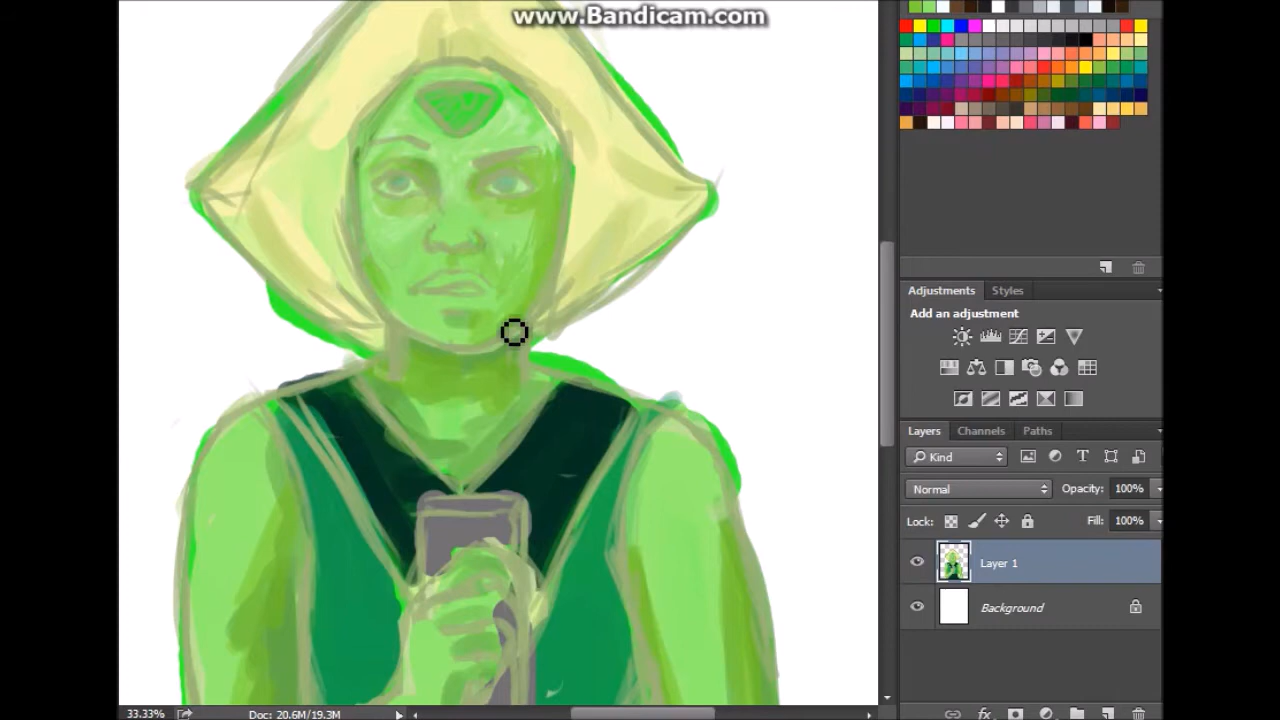 www.Bandicam.com
Adjustments Styles
Add an adjustment
Layers Channels Paths
Kind
Normal Opacity: 100%
Lock: Fill: 100%
Layer 1
Background
fx
33.33% Doc: 20.6M/19.3M